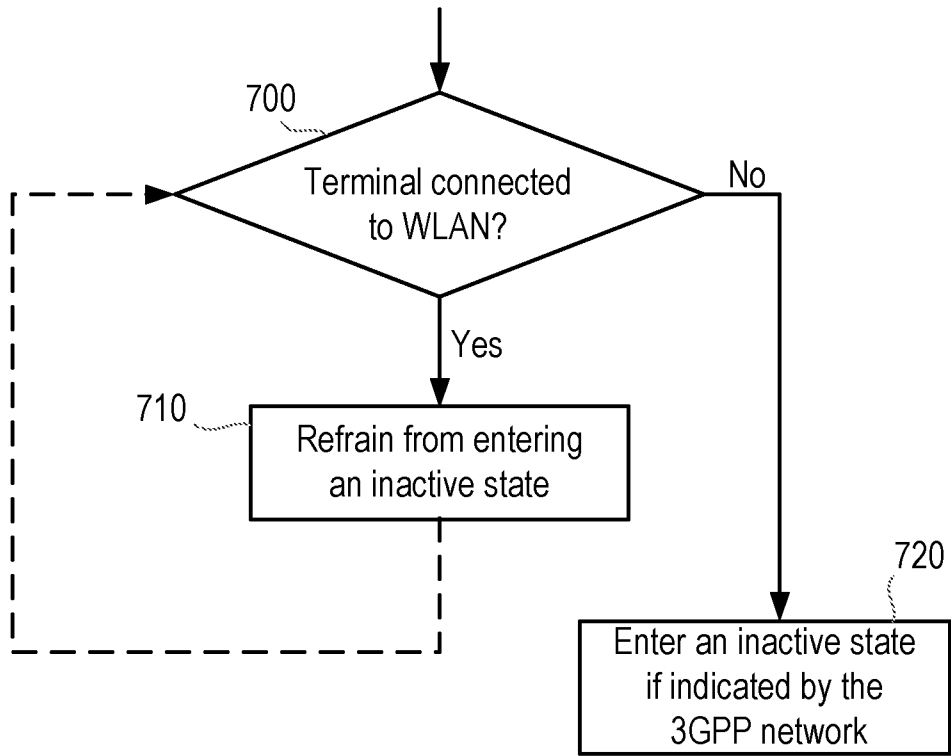 700
Terminal connected
to WLAN?
No
Yes
710
Refrain from entering
an inactive state
720
Enter an inactive state
if indicated by the
3GPP network